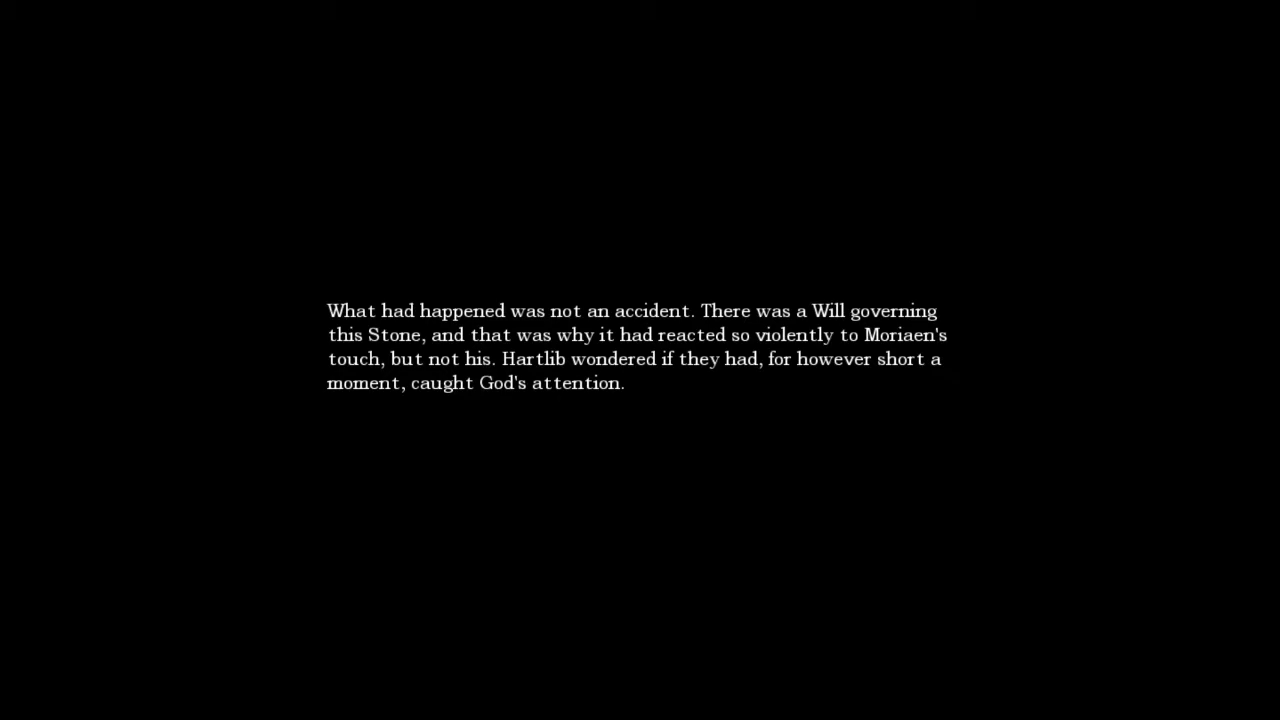 What had happened was not an accident. There was a Will governing
this Stone, and that was why it had reacted so violently to Moriaen's
touch, but not his. Hartlib wondered if they had, for however short a
moment, caught God's attention.